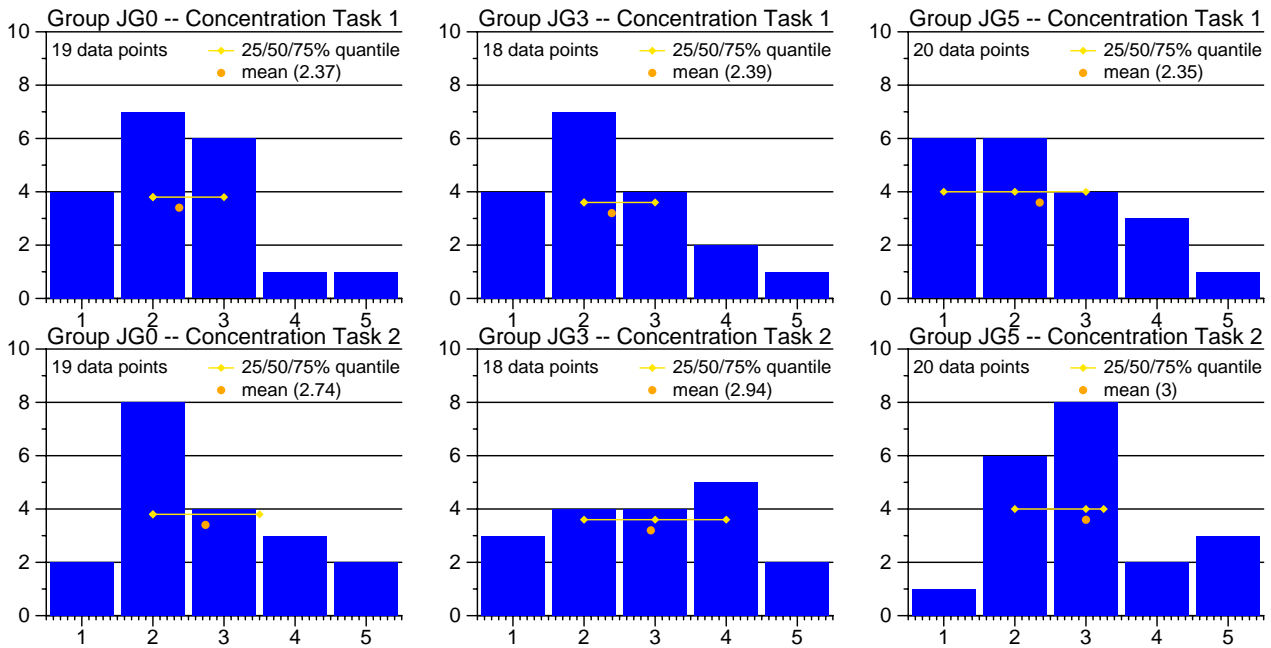 Group JG0 -- Concentration Task 1
10
19 data points
25/50/75% quantile
mean (2.37)
8
6
4
2
0
1 2 3 4 5
Group JG3 -- Concentration Task 1
10
18 data points
25/50/75% quantile
mean (2.39)
8
6
4
2
0
1 2 3 4 5
Group JG5 -- Concentration Task 1
10
20 data points
25/50/75% quantile
mean (2.35)
8
6
4
2
0
1 2 3 4 5
Group JG0 -- Concentration Task 2
10
19 data points
25/50/75% quantile
mean (2.74)
8
6
4
2
0
1 2 3 4 5
Group JG3 -- Concentration Task 2
10
18 data points
25/50/75% quantile
mean (2.94)
8
6
4
2
0
1 2 3 4 5
Group JG5 -- Concentration Task 2
10
20 data points
25/50/75% quantile
mean (3)
8
6
4
2
0
1 2 3 4 5